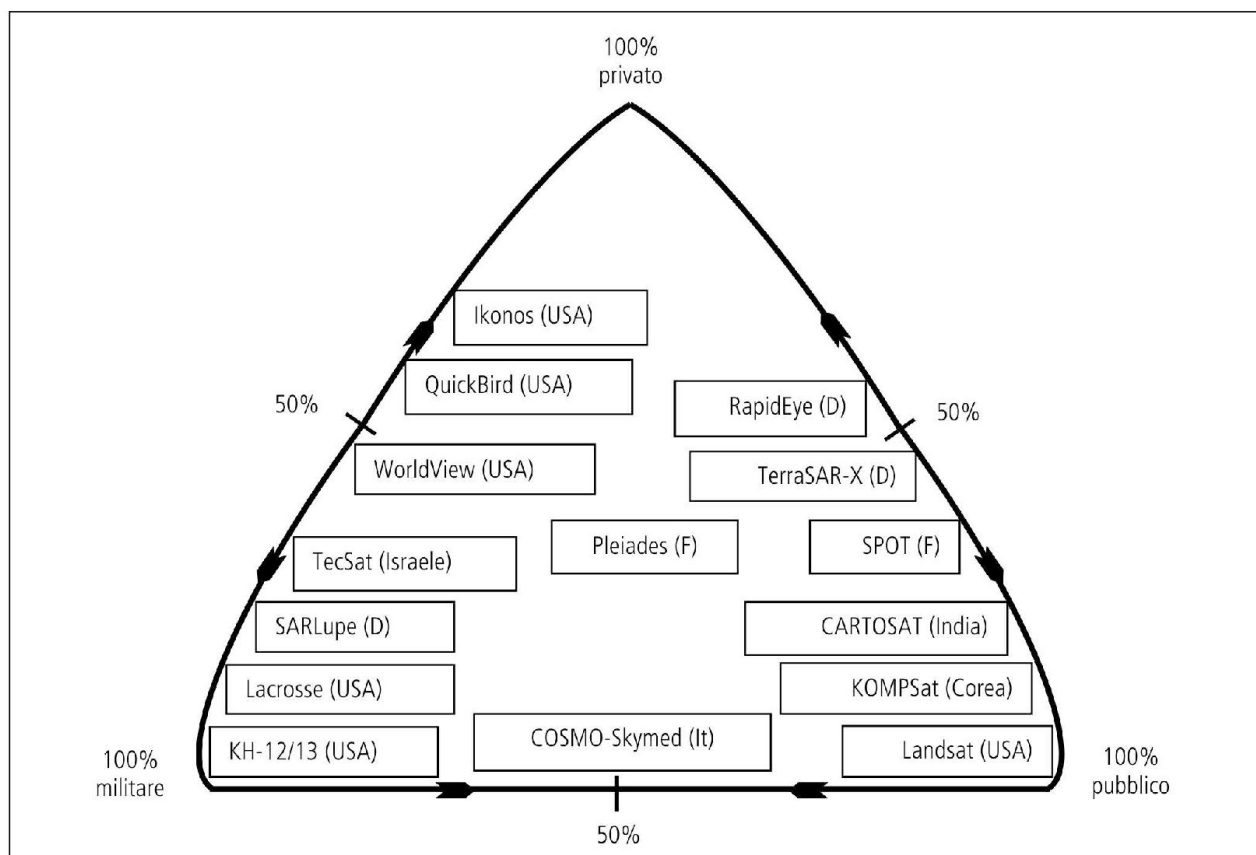 100%
privato
Ikonos (USA)
QuickBird (USA)
50%
RapidEye (D)
50%
WorldView (USA)
TerraSAR-X (D)
Pleiades (F)
SPOT (F)
TecSat (Israele)
SARLupe (D)
CARTOSAT (India)
Lacrosse (USA)
KOMPSat (Corea)
COSMO-Skymed (It)
KH-12/13 (USA)
Landsat (USA)
100%
militare
100%
pubblico
50%